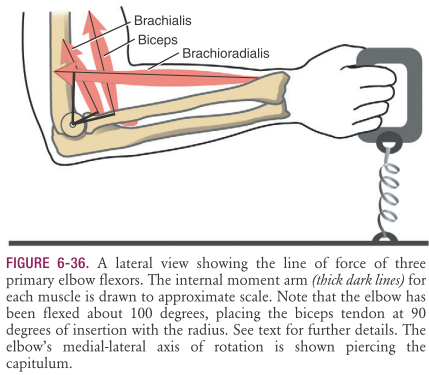 Brachialis
Biceps
Brachioradialis
FIGURE 6-36. A lateral view showing the line of force of three
primary elbow flexors. The internal moment arm (thick dark lines) for
each muscle is drawn to approximate scale. Note that the elbow has
been flexed about 100 degrees, placing the biceps tendon at 90
degrees of insertion with the radius. See text for further details. The
elbow's medial-lateral axis of rotation is shown piercing the
capitulum.